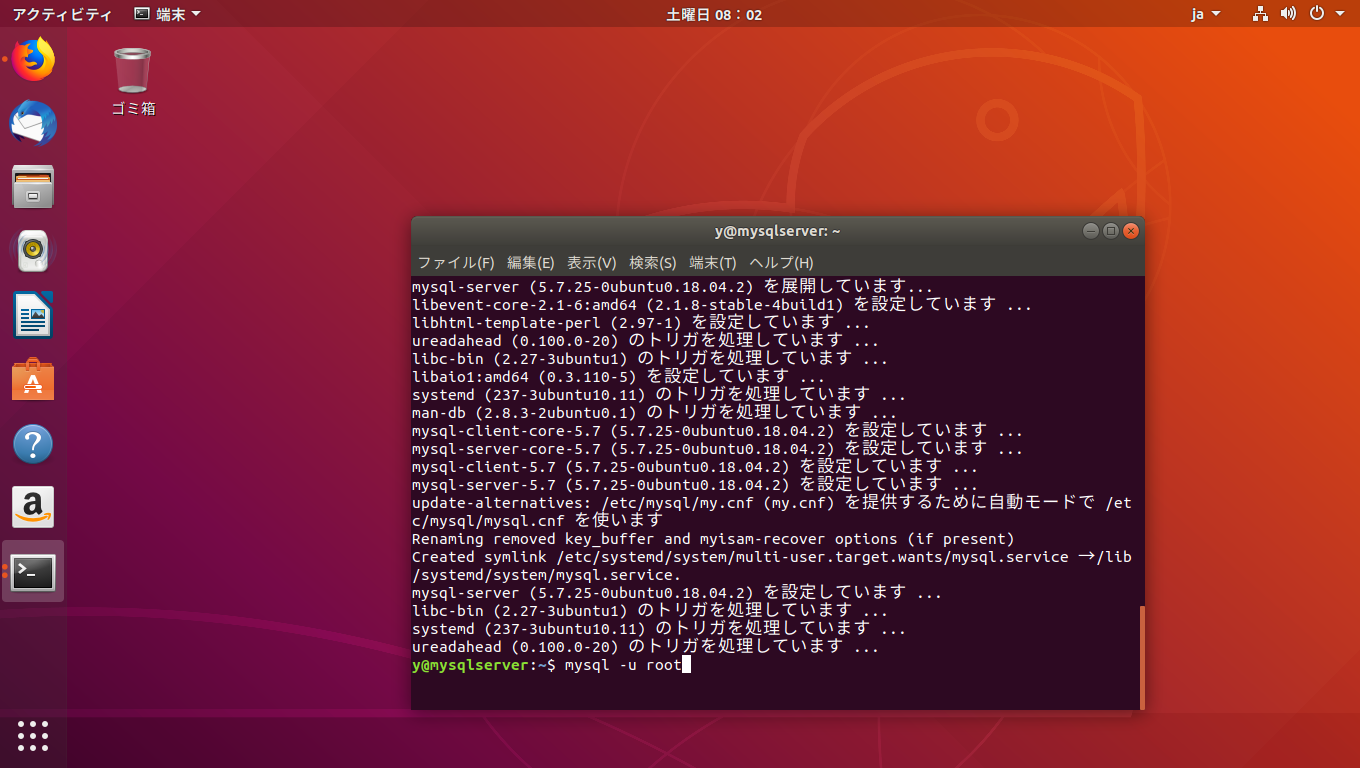 アクティビティ 端末 土曜日 08：02 ja
ゴミ箱
y@mysqlserver: ~
ファイル(F) 編集(E) 表示(V) 検索(S) 端末(T) ヘルプ(H)
mysql-server (5.7.25-0ubuntu0.18.04.2) を展開しています...
libevent-core-2.1-6:amd64 (2.1.8-stable-4build1) を設定しています ...
libhtml-template-perl (2.97-1) を設定しています ...
ureadahead (0.100.0-20) のトリガを処理しています ...
libc-bin (2.27-3ubuntu1) のトリガを処理しています ...
libaio1:amd64 (0.3.110-5) を設定しています ...
systemd (237-3ubuntu10.11) のトリガを処理しています ...
man-db (2.8.3-2ubuntu0.1) のトリガを処理しています ...
mysql-client-core-5.7 (5.7.25-0ubuntu0.18.04.2) を設定しています ...
mysql-server-core-5.7 (5.7.25-0ubuntu0.18.04.2) を設定しています ...
mysql-client-5.7 (5.7.25-0ubuntu0.18.04.2) を設定しています ...
mysql-server-5.7 (5.7.25-0ubuntu0.18.04.2) を設定しています ...
update-alternatives: /etc/mysql/my.cnf (my.cnf) を提供するために自動モードで /et
c/mysql/mysql.cnf を使います
Renaming removed key_buffer and myisam-recover options (if present)
Created symlink /etc/systemd/system/multi-user.target.wants/mysql.service →/lib
/systemd/system/mysql.service.
mysql-server (5.7.25-0ubuntu0.18.04.2) を設定しています ...
libc-bin (2.27-3ubuntu1) のトリガを処理しています ...
systemd (237-3ubuntu10.11) のトリガを処理しています ...
ureadahead (0.100.0-20) のトリガを処理しています ...
y@mysqlserver:~$ mysql -u root